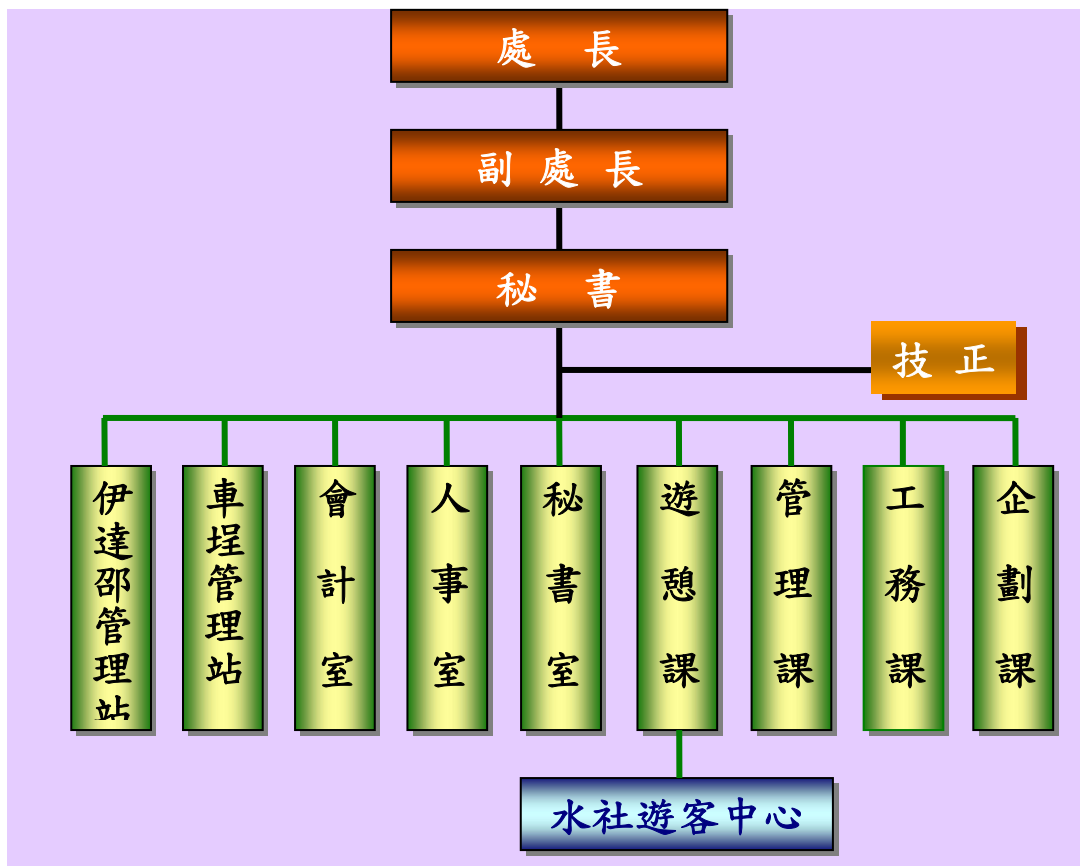 處 長
副 處 長
秘 書
技 正
伊達邵管理站
車埕管理站
會計室
人事室
秘書室
遊憩課
管理課
工務課
企劃課
水社遊客中心